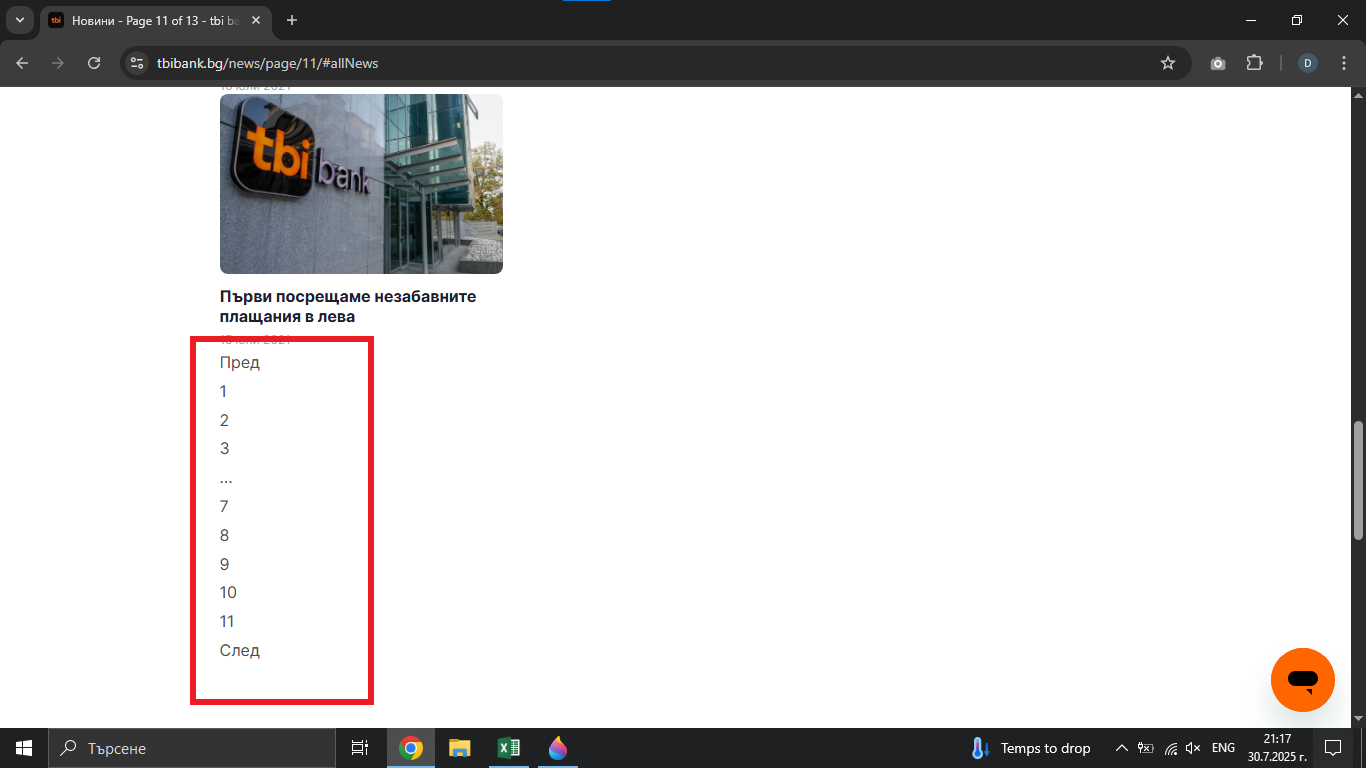 tbi
Новини - Page 11 of 13 - tbi ba
tbibank.bg/news/page/11/#allNews
D
tbi bank
Първи посрещаме незабавните
плащания в лева
Пред
1
2
3
...
7
8
9
10
11
След
Търсене
Temps to drop
ENG
21:17
30.7.2025 г.